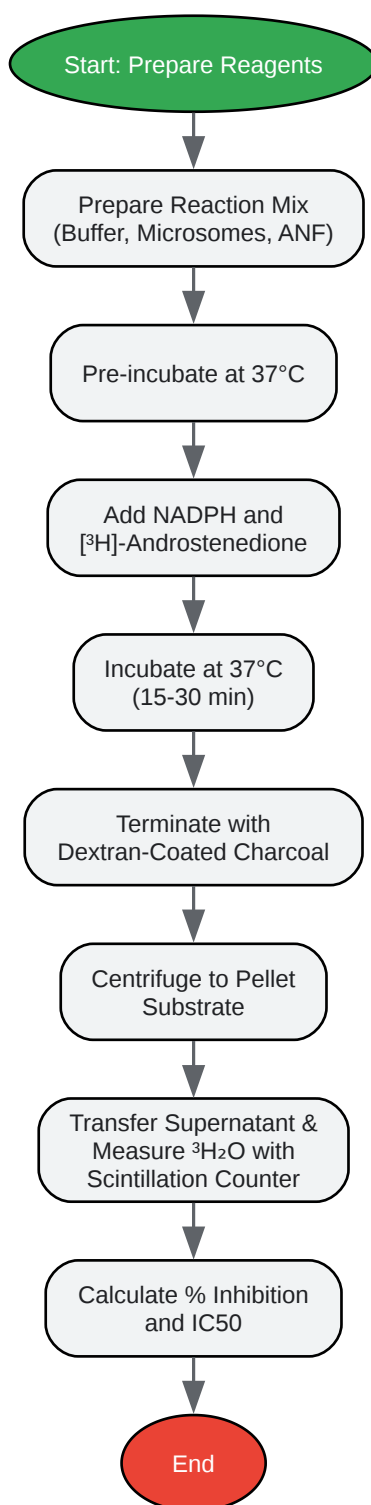 Start: Prepare Reagents
Prepare Reaction Mix
(Buffer, Microsomes, ANF)
Pre-incubate at 37°C
Add NADPH and
[³H]-Androstenedione
Incubate at 37°C
(15-30 min)
Terminate with
Dextran-Coated Charcoal
Centrifuge to Pellet
Substrate
Transfer Supernatant &
Measure ³H₂O with
Scintillation Counter
Calculate % Inhibition
and IC50
End